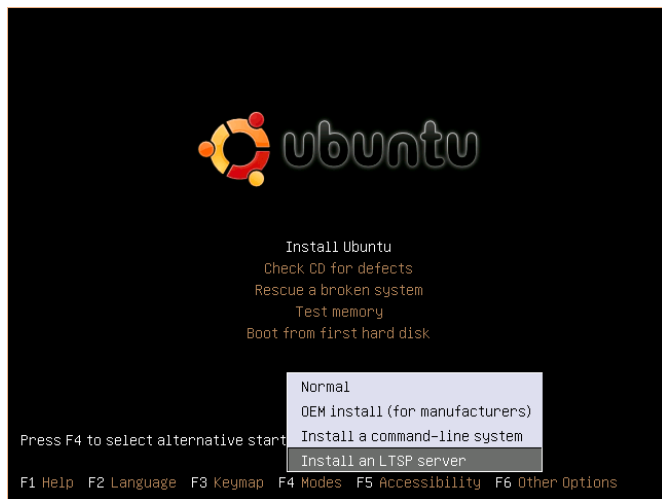 ubuntu
Install Ubuntu
Check CD for defects
Rescue a broken system
Test memory
Boot from first hard disk
Normal
OEM install (for manufacturers)
Install a command-line system
Install an LTSP server
Press F4 to select alternative start
F1 Help F2 Language F3 Keymap F4 Modes F5 Accessibility F6 Other Options